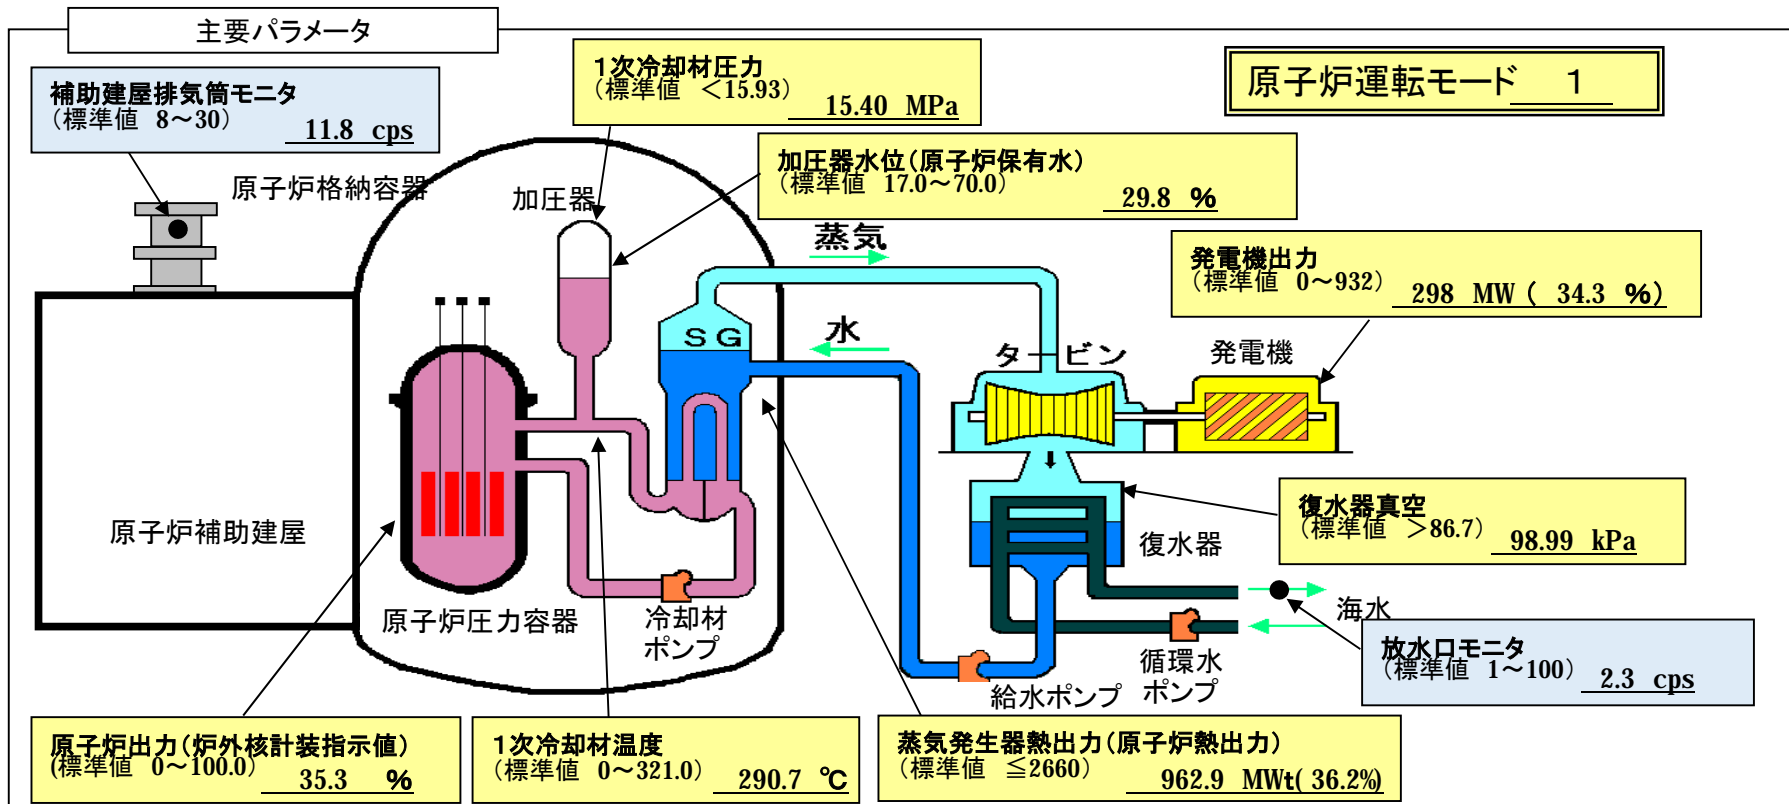 主要パラメータ
補助建屋排気筒モニタ
(標準値 8～30) 11.8 cps
1次冷却材圧力
(標準値 ＜15.93) 15.40 MPa
原子炉運転モード 1
加圧器水位(原子炉保有水)
(標準値 17.0～70.0) 29.8 %
原子炉格納容器
加圧器
蒸気
発電機出力
(標準値 0～932) 298 MW ( 34.3 %)
SG
水
タービン
発電機
復水器真空
(標準値 ＞86.7) 98.99 kPa
原子炉補助建屋
復水器
原子炉圧力容器
冷却材
ポンプ
海水
循環水
ポンプ
給水ポンプ
放水口モニタ
(標準値 1～100) 2.3 cps
原子炉出力(炉外核計装指示値)
(標準値 0～100.0) 35.3 %
1次冷却材温度
(標準値 0～321.0) 290.7 ℃
蒸気発生器熱出力(原子炉熱出力)
(標準値 ≦2660) 962.9 MWt( 36.2%)